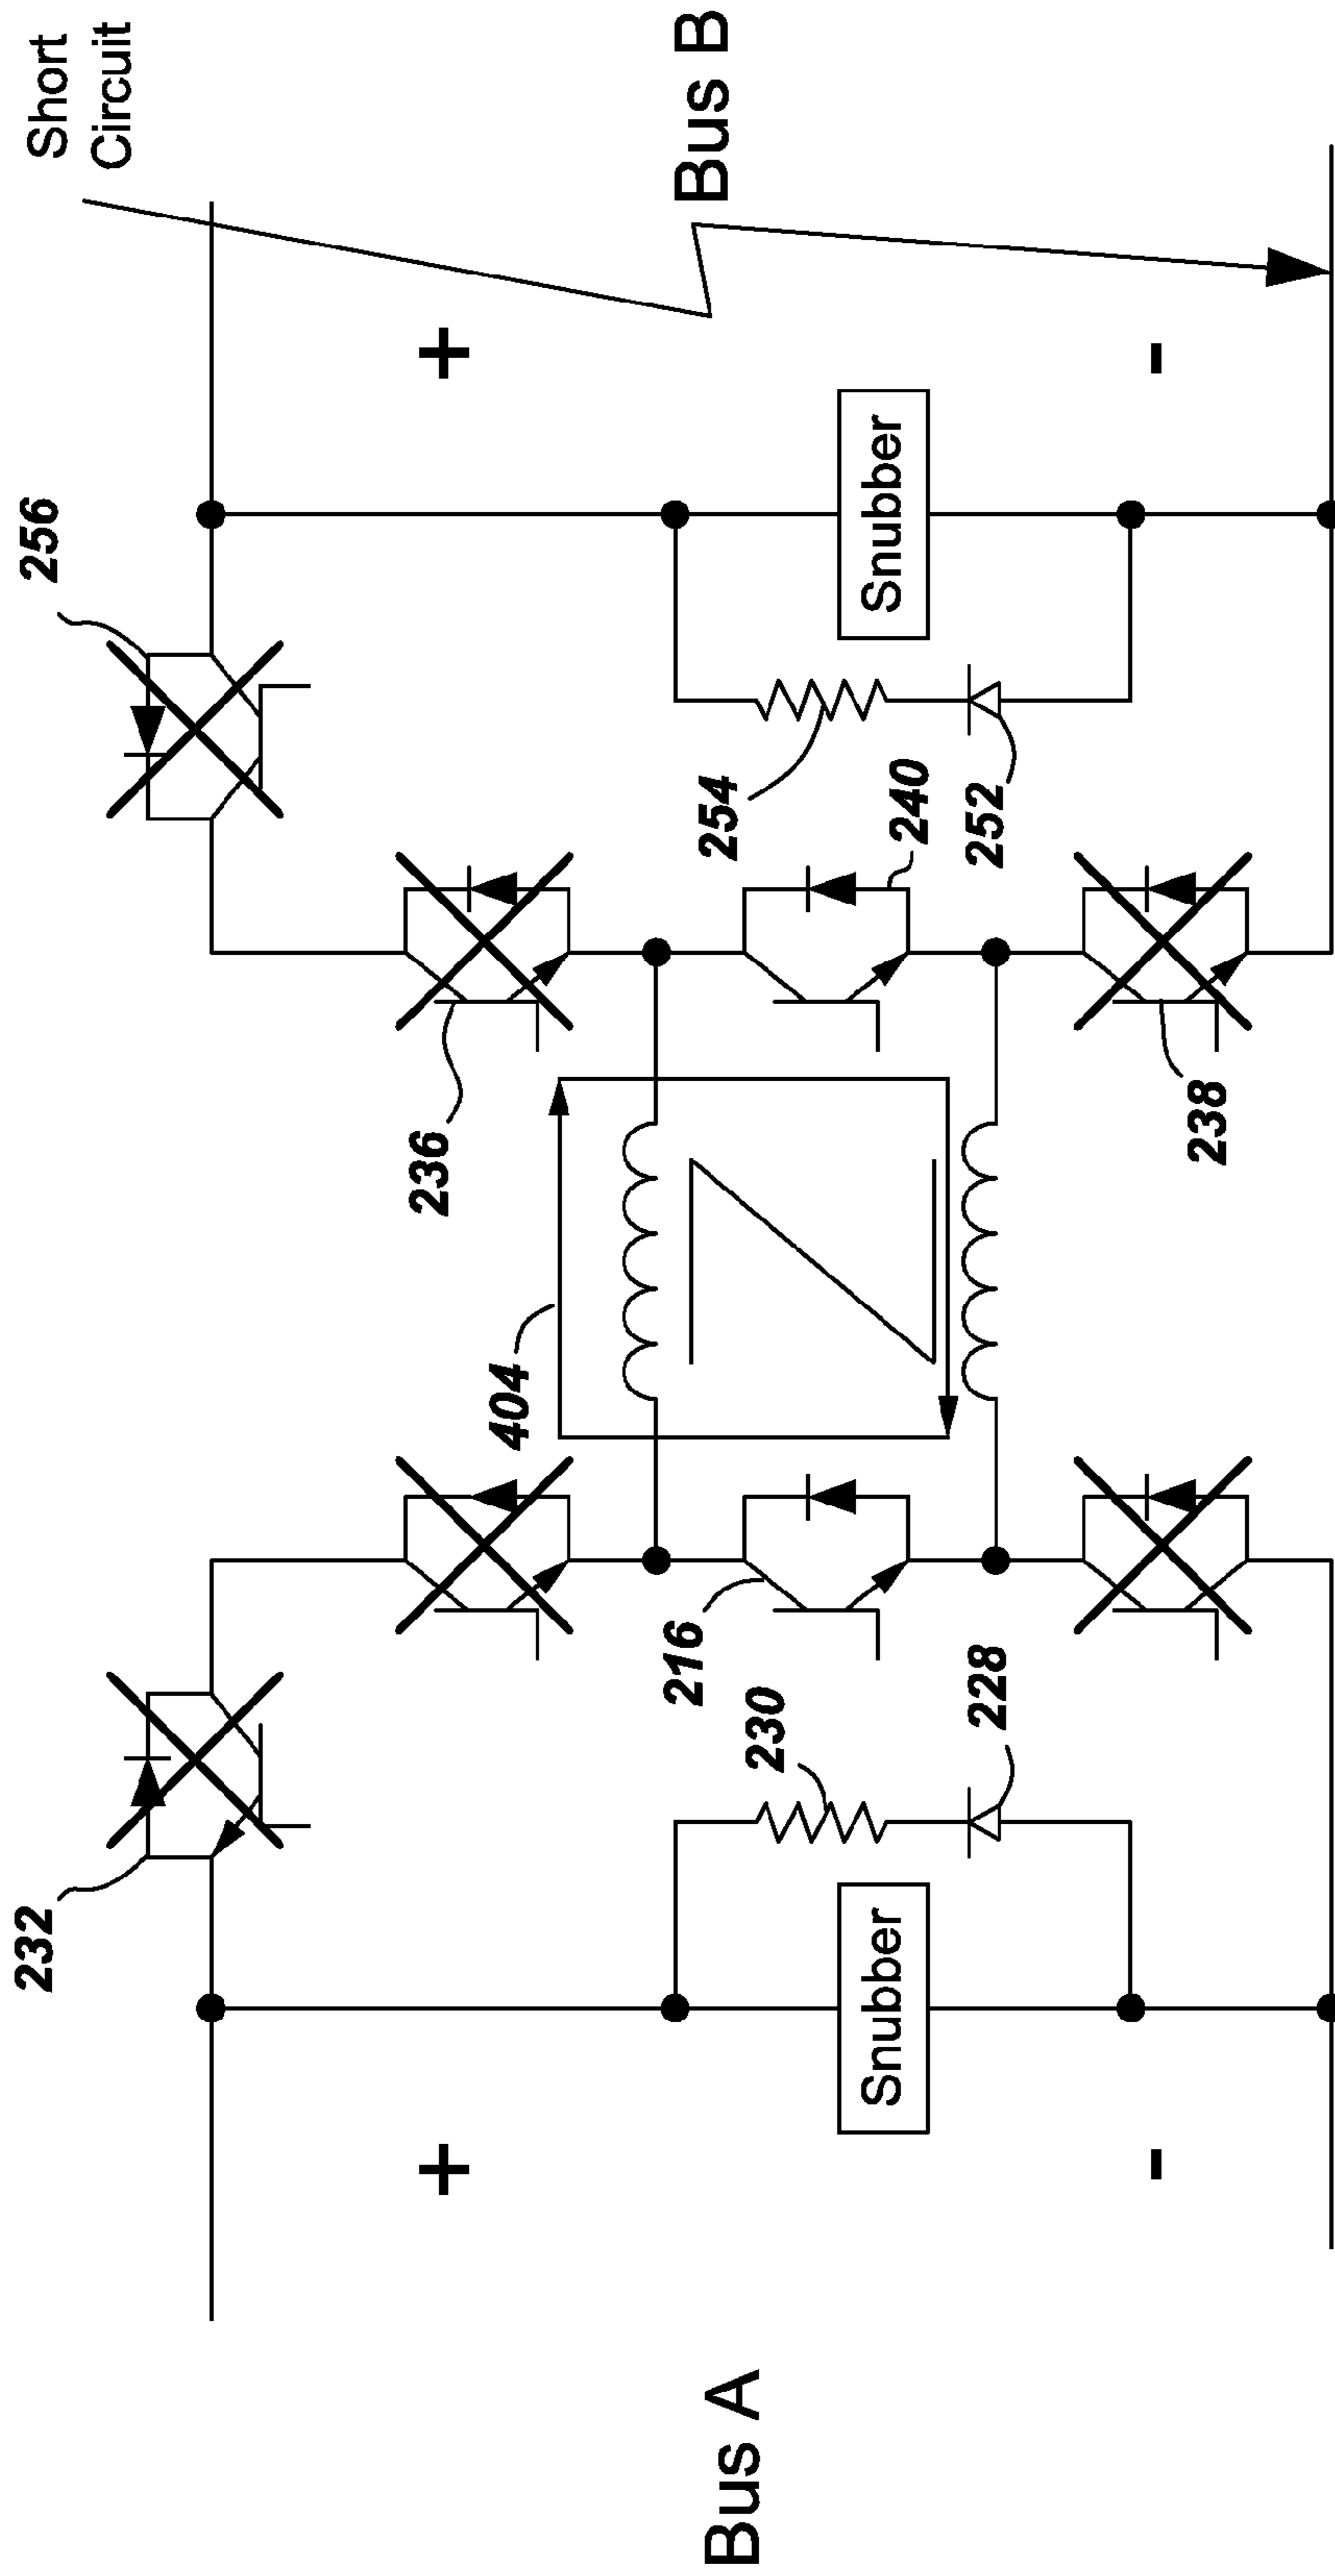 Short
Circuit
232
256
Bus A
+
+
Bus B
404
236
Snubber
230
216
240
254
Snubber
228
252
238
-
-